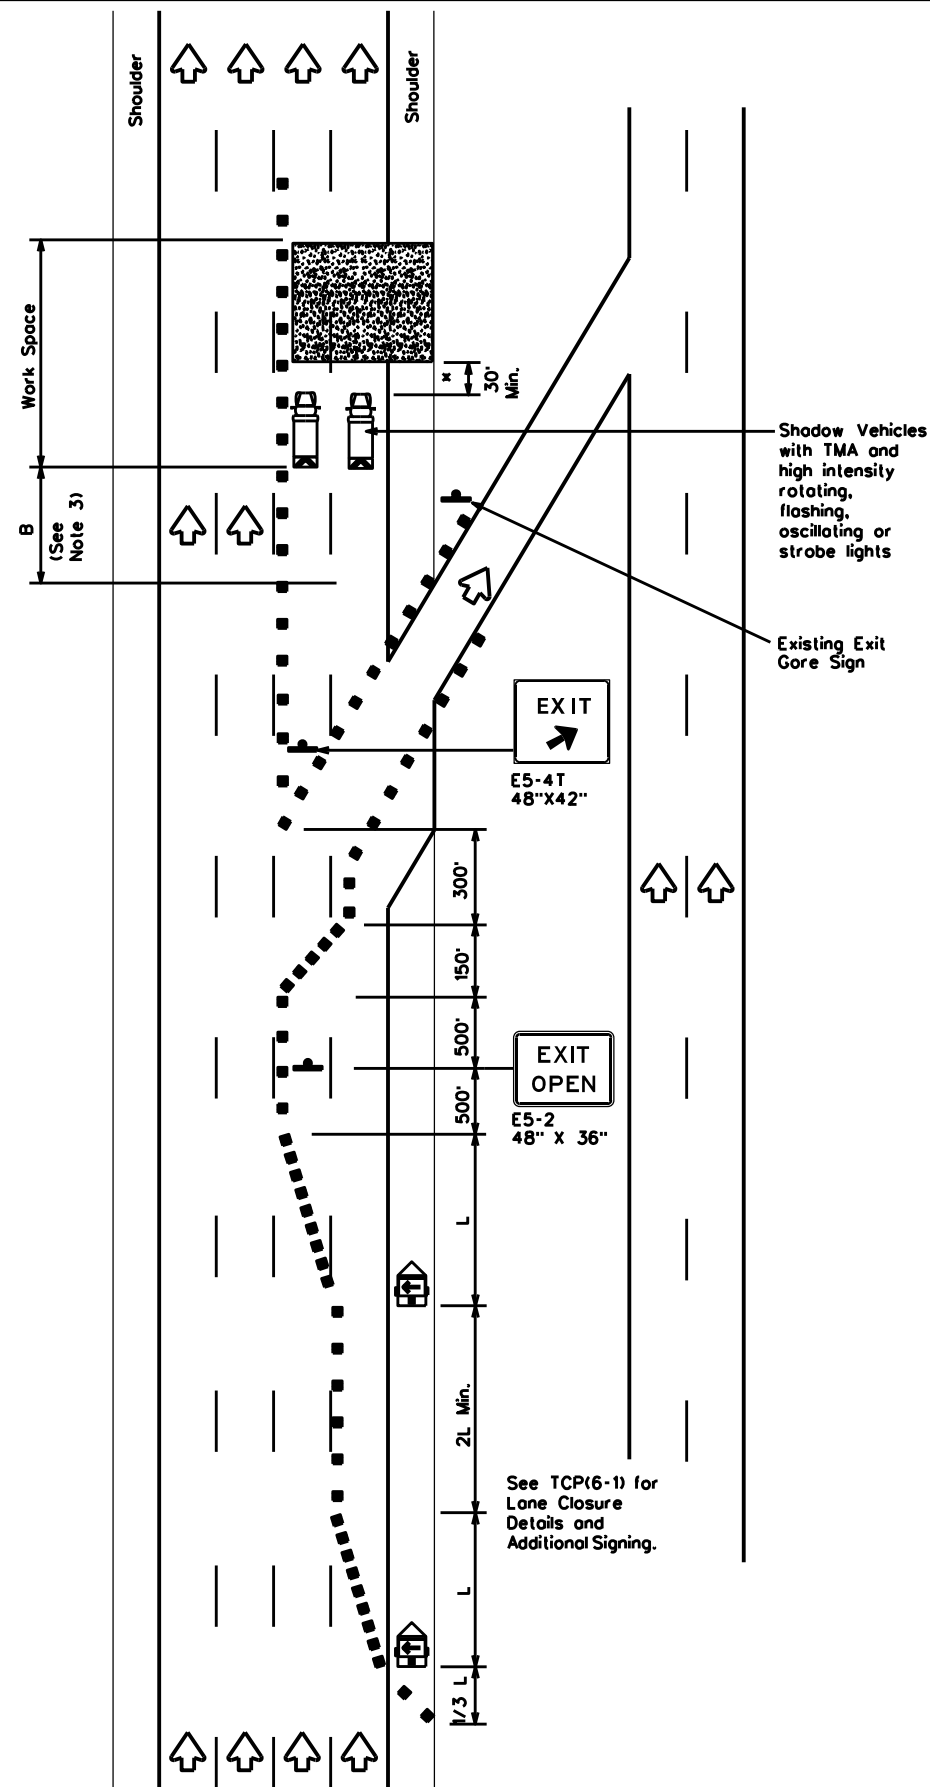 Shoulder
Shoulder
Work Space
x
30'
Min.
Shadow Vehicles
with TMA and
high intensity
rotating,
flashing,
oscillating or
strobe lights
B
(See
Note 3)
Existing Exit
Gore Sign
EXIT
E5-4T
48"X42"
300'
150'
500'
EXIT
OPEN
500'
E5-2
48" X 36"
L
2L Min.
See TCP(6-1) for
Lane Closure
Details and
Additional Signing.
L
1/3 L